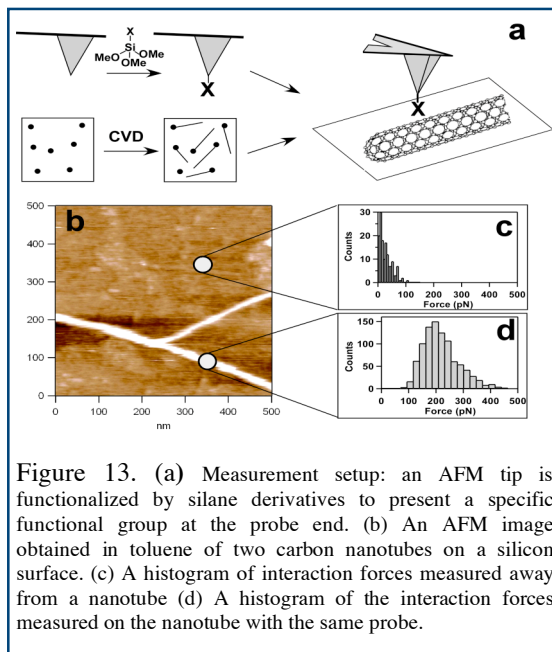 a
X
Si
MeO
OMe
OMe
X
X
CVD
b
500
400
300
200
100
0
0 100 200 300 400 500
nm
c
Counts
30
20
10
0
0 100 200 300 400 500
Force (pN)
d
Counts
150
100
50
0
0 100 200 300 400 500
Force (pN)
Figure 13. (a) Measurement setup: an AFM tip is
functionalized by silane derivatives to present a specific
functional group at the probe end. (b) An AFM image
obtained in toluene of two carbon nanotubes on a silicon
surface. (c) A histogram of interaction forces measured away
from a nanotube (d) A histogram of the interaction forces
measured on the nanotube with the same probe.